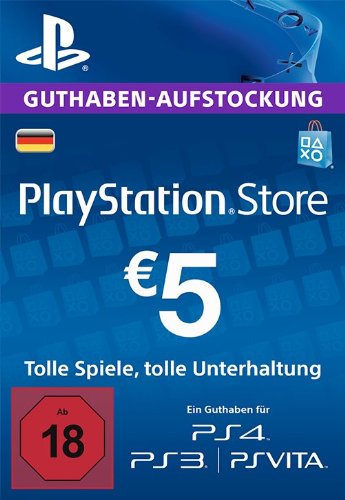 GUTHABEN-AUFSTOCKUNG
PlayStation®Store
€5
Tolle Spiele, tolle Unterhaltung
Ab
18
Ein Guthaben für
PS4
PS3 | PSVITA